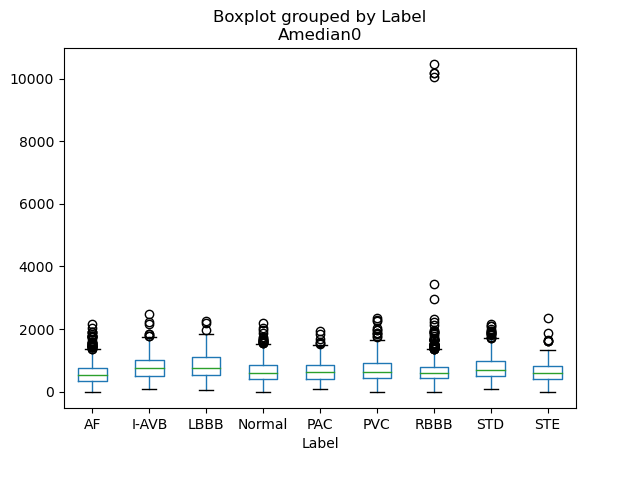 Boxplot grouped by Label
Amedian0
10000
8000
6000
4000
2000
0
AF I-AVB LBBB Normal PAC PVC RBBB STD STE
Label